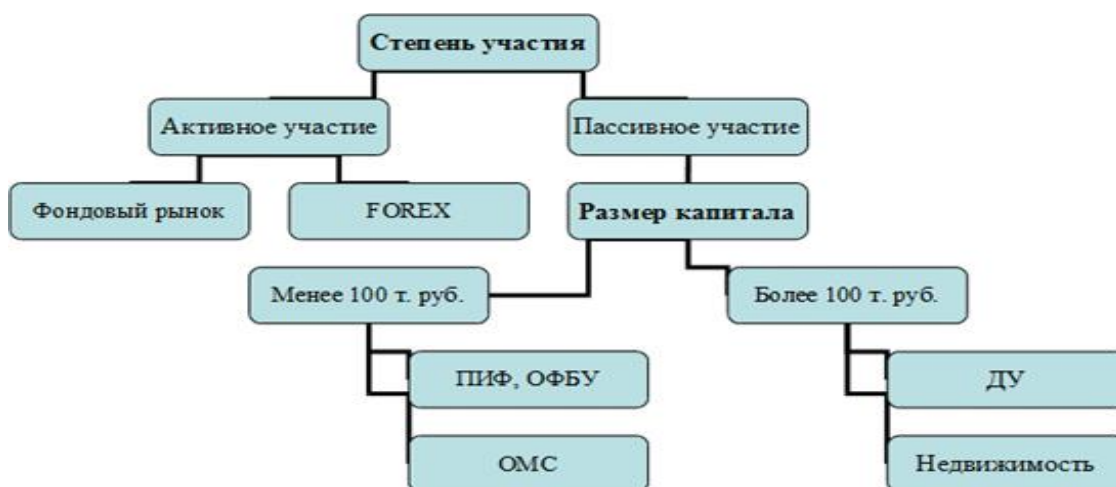 Степень участия
Активное участие
Пассивное участие
Фондовый рынок
FOREX
Размер капитала
Менее 100 т. руб.
Более 100 т. руб.
ПИФ, ОФБУ
ДУ
ОМС
Недвижимость